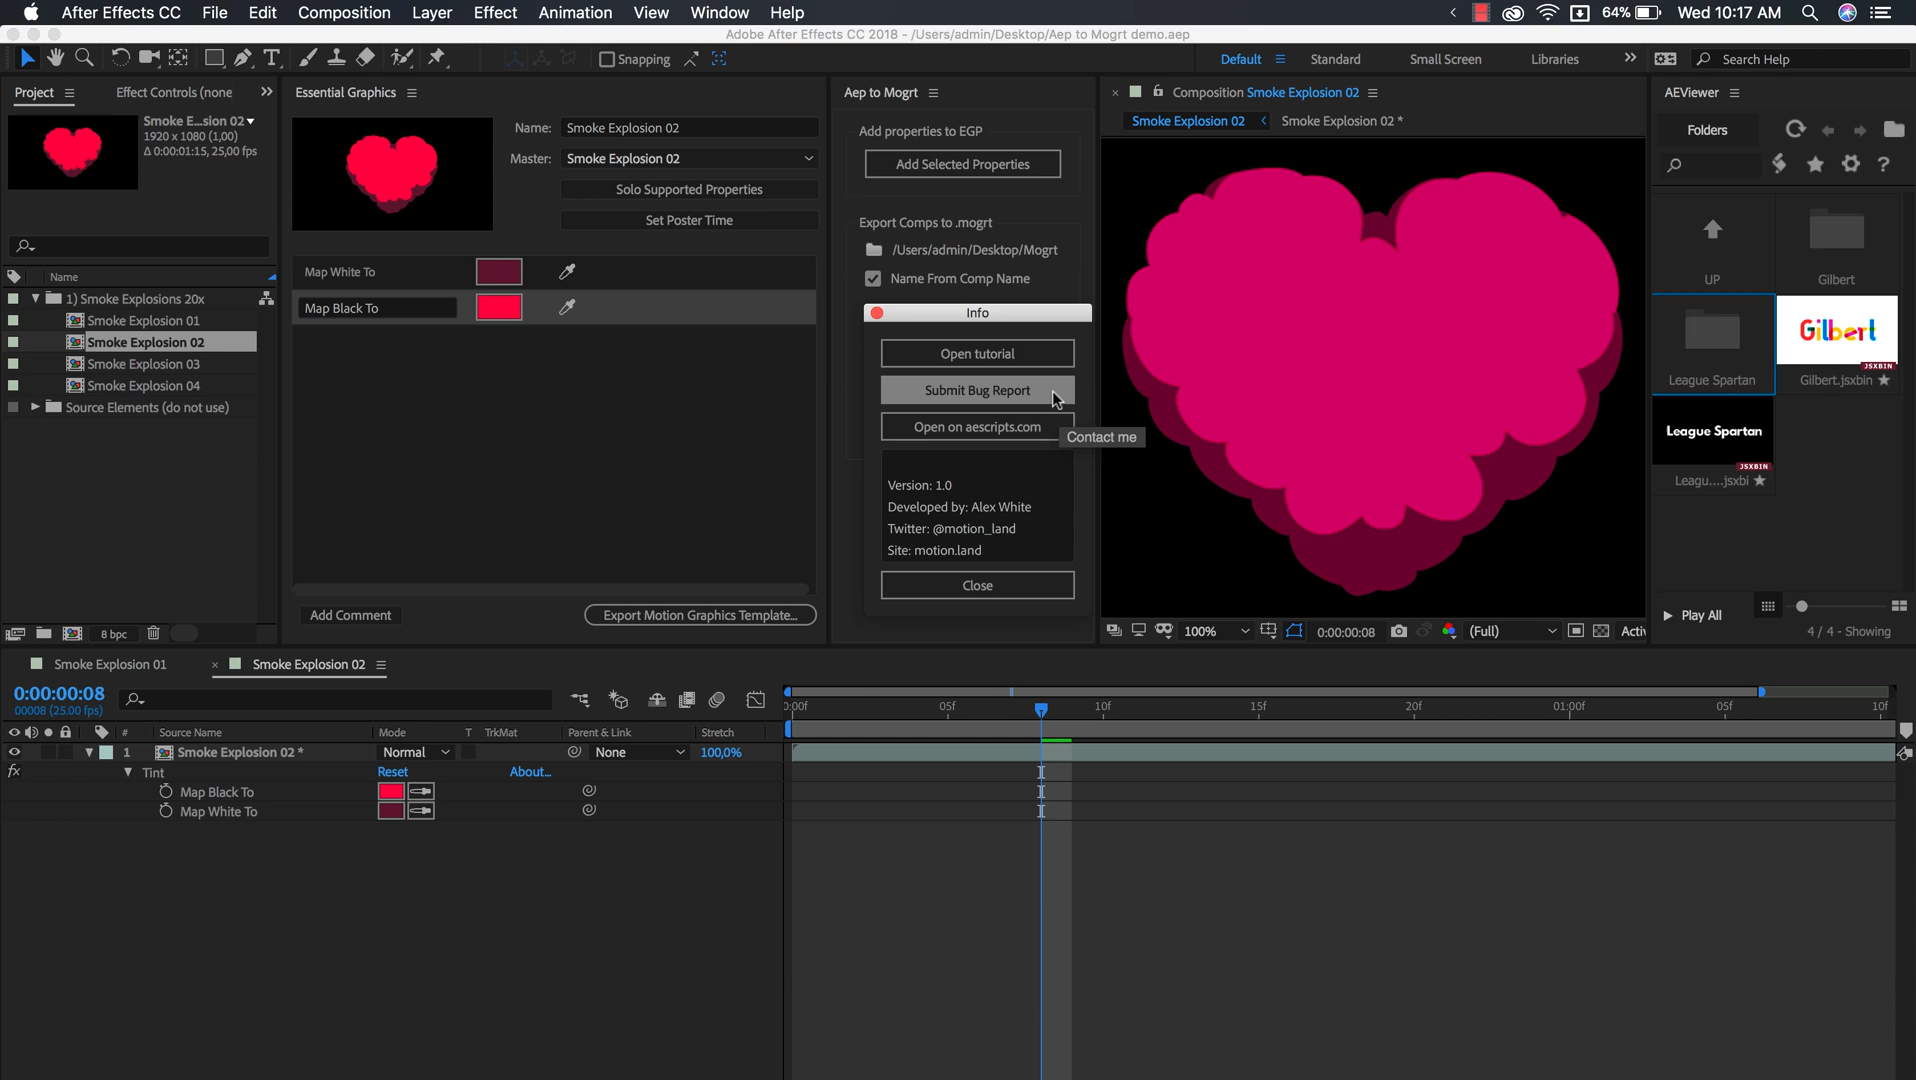 After Effects CC File Edit Composition Layer Effect Animation View Window Help 64% Wed 10:17 AM
Adobe After Effects CC 2018 - /Users/admin/Desktop/Aep to Mogrt demo.aep
Snapping Default Standard Small Screen Libraries Search Help
Project Effect Controls (none
Smoke E...sion 02
1920 x 1080 (1,00)
Δ 0:00:01:15, 25,00 fps
Name
1) Smoke Explosions 20x
Smoke Explosion 01
Smoke Explosion 02
Smoke Explosion 03
Smoke Explosion 04
Source Elements (do not use)
8 bpc
Essential Graphics
Name: Smoke Explosion 02
Master: Smoke Explosion 02
Solo Supported Properties
Set Poster Time
Map White To
Map Black To
Add Comment Export Motion Graphics Template...
Aep to Mogrt
Add properties to EGP
Add Selected Properties
Export Comps to .mogrt
/Users/admin/Desktop/Mogrt
Name From Comp Name
Info
Open tutorial
Submit Bug Report
Open on aescripts.com
Contact me
Version: 1.0
Developed by: Alex White
Twitter: @motion_land
Site: motion.land
Close
Composition Smoke Explosion 02
Smoke Explosion 02 Smoke Explosion 02 *
100% 0:00:00:08 (Full) Acti
AEViewer
Folders
UP Gilbert
Gilbert
JSXBIN
League Spartan Gilbert.jsxbin
League Spartan
JSXBIN
Leagu....jsxbi
Play All
4 / 4 - Showing
Smoke Explosion 01 Smoke Explosion 02
0:00:00:08
00008 (25.00 fps)
0:00f 05f 10f 15f 20f 01:00f 05f 10f
# Source Name Mode T TrkMat Parent & Link Stretch
1 Smoke Explosion 02 * Normal None 100,0%
fx Tint Reset About...
Map Black To
Map White To